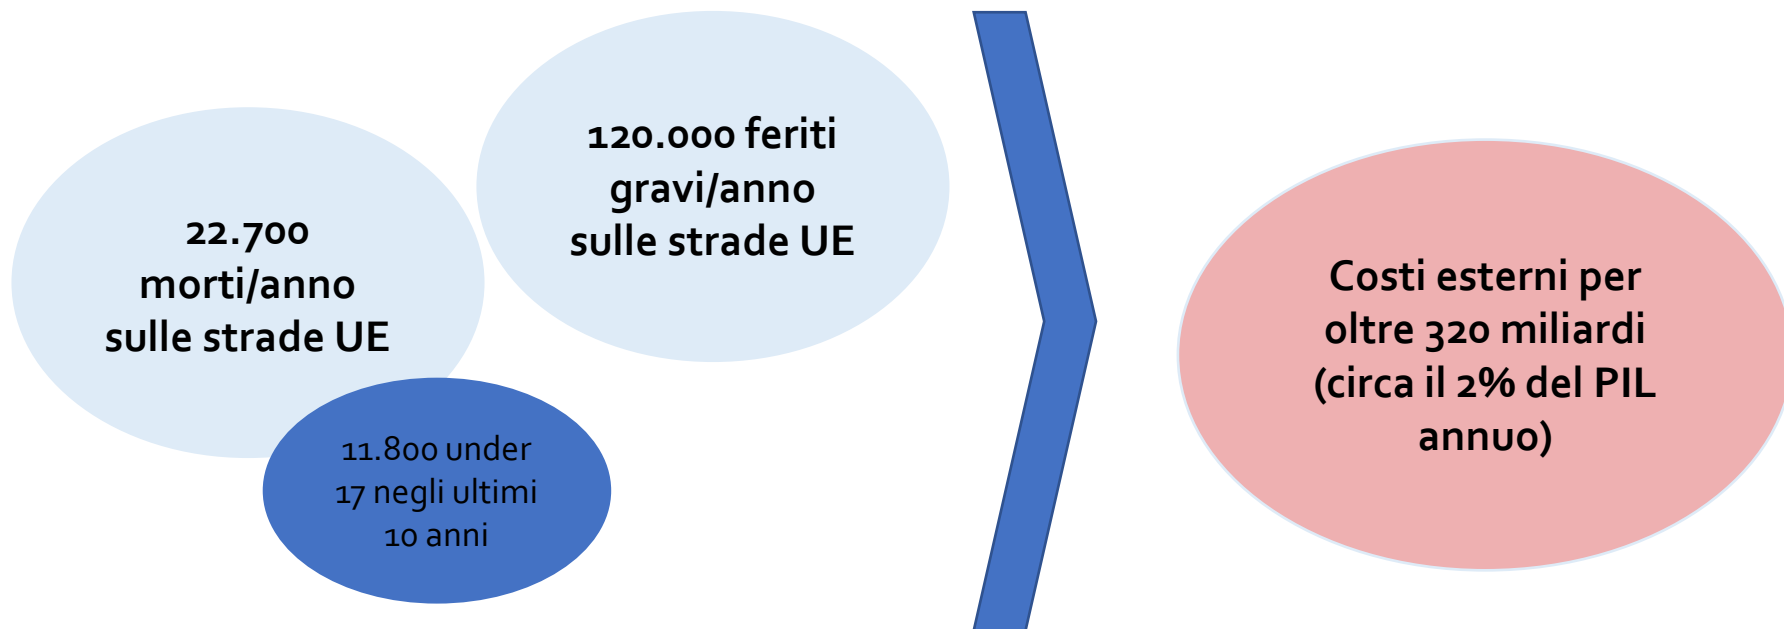 22.700
morti/anno
sulle strade UE
120.000 feriti
gravi/anno
sulle strade UE
11.800 under
17 negli ultimi
10 anni
Costi esterni per
oltre 320 miliardi
(circa il 2% del PIL
annuo)